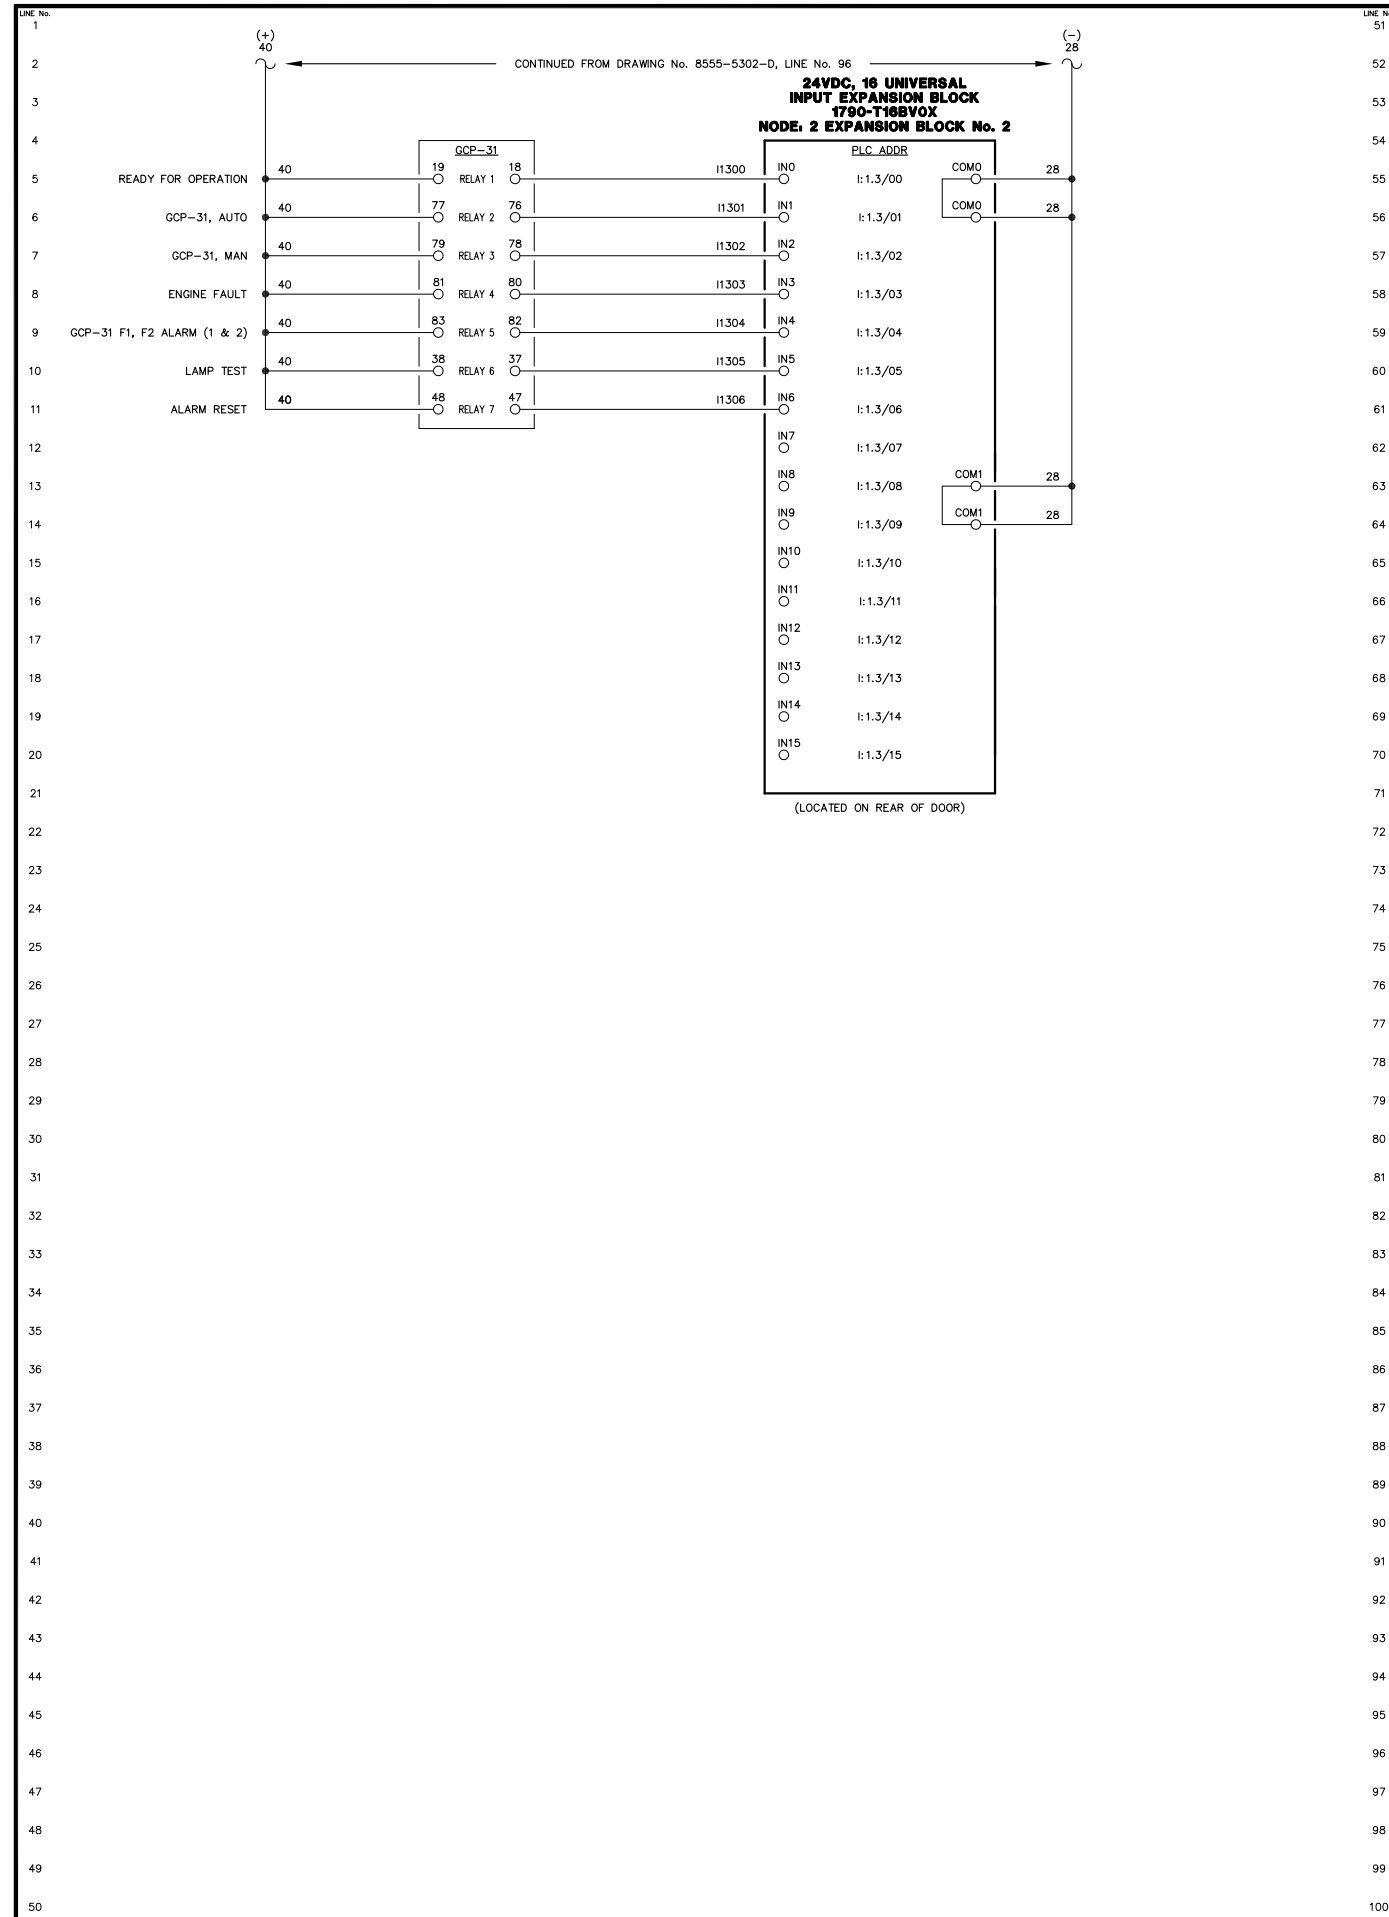 LINE No.
LINE N
1
51
(+)
40
(-)
28
2
CONTINUED FROM DRAWING No. 8555-5302-D, LINE No. 96
52
24VDC, 16 UNIVERSAL
INPUT EXPANSION BLOCK
1790-T16BV0X
NODE: 2 EXPANSION BLOCK No. 2
3
53
4
54
GCP-31
PLC ADDR
5 READY FOR OPERATION 40 19 RELAY 1 18 I1300 IN0 I:1.3/00 COM0 28 55
6 GCP-31, AUTO 40 77 RELAY 2 76 I1301 IN1 I:1.3/01 COM0 28 56
7 GCP-31, MAN 40 79 RELAY 3 78 I1302 IN2 I:1.3/02 57
8 ENGINE FAULT 40 81 RELAY 4 80 I1303 IN3 I:1.3/03 58
9 GCP-31 F1, F2 ALARM (1 & 2) 40 83 RELAY 5 82 I1304 IN4 I:1.3/04 59
10 LAMP TEST 40 38 RELAY 6 37 I1305 IN5 I:1.3/05 60
11 ALARM RESET 40 48 RELAY 7 47 I1306 IN6 I:1.3/06 61
12 IN7 I:1.3/07 62
13 IN8 I:1.3/08 COM1 28 63
14 IN9 I:1.3/09 COM1 28 64
15 IN10 I:1.3/10 65
16 IN11 I:1.3/11 66
17 IN12 I:1.3/12 67
18 IN13 I:1.3/13 68
19 IN14 I:1.3/14 69
20 IN15 I:1.3/15 70
21 71
(LOCATED ON REAR OF DOOR)
22 72
23 73
24 74
25 75
26 76
27 77
28 78
29 79
30 80
31 81
32 82
33 83
34 84
35 85
36 86
37 87
38 88
39 89
40 90
41 91
42 92
43 93
44 94
45 95
46 96
47 97
48 98
49 99
50 100